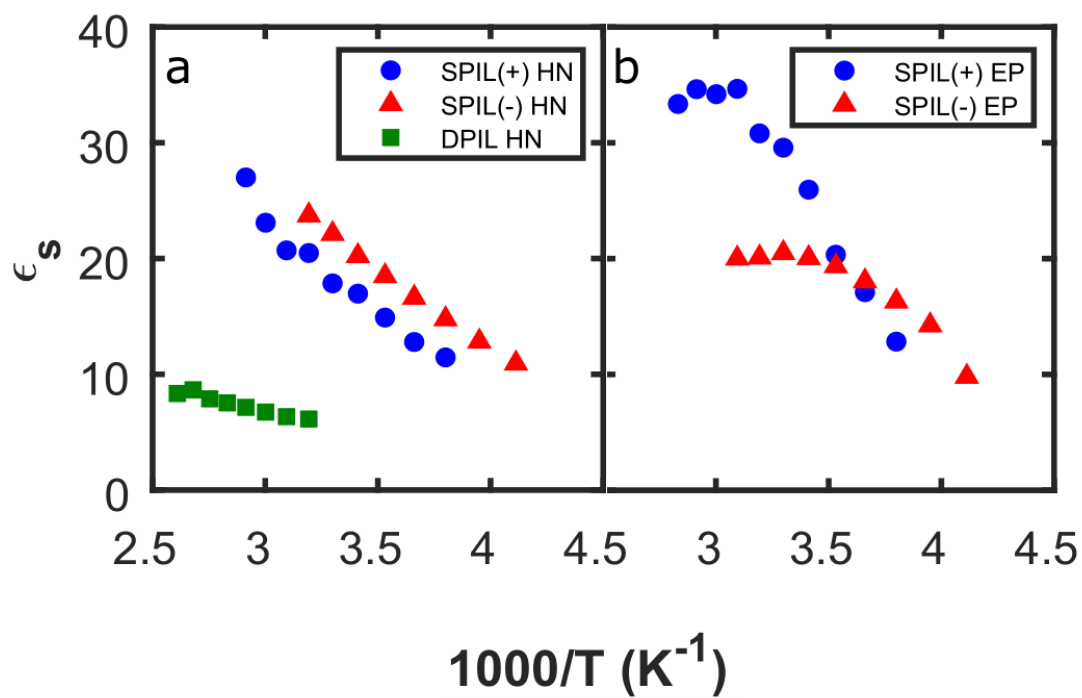 40
30
20
10
0
ϵs
a
SPIL(+) HN
SPIL(-) HN
DPIL HN
b
SPIL(+) EP
SPIL(-) EP
2.5 3 3.5 4 4.5
3 3.5 4 4.5
1000/T (K⁻¹)